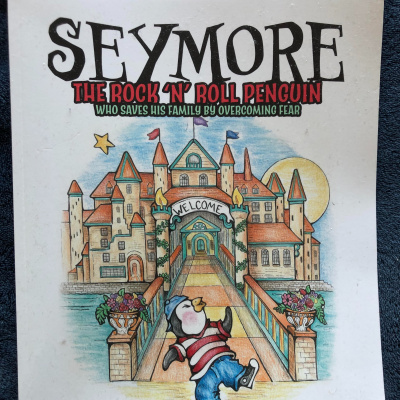 SEYMORE
THE ROCK 'N' ROLL PENGUIN
WHO SAVES HIS FAMILY BY OVERCOMING FEAR
WELCOME